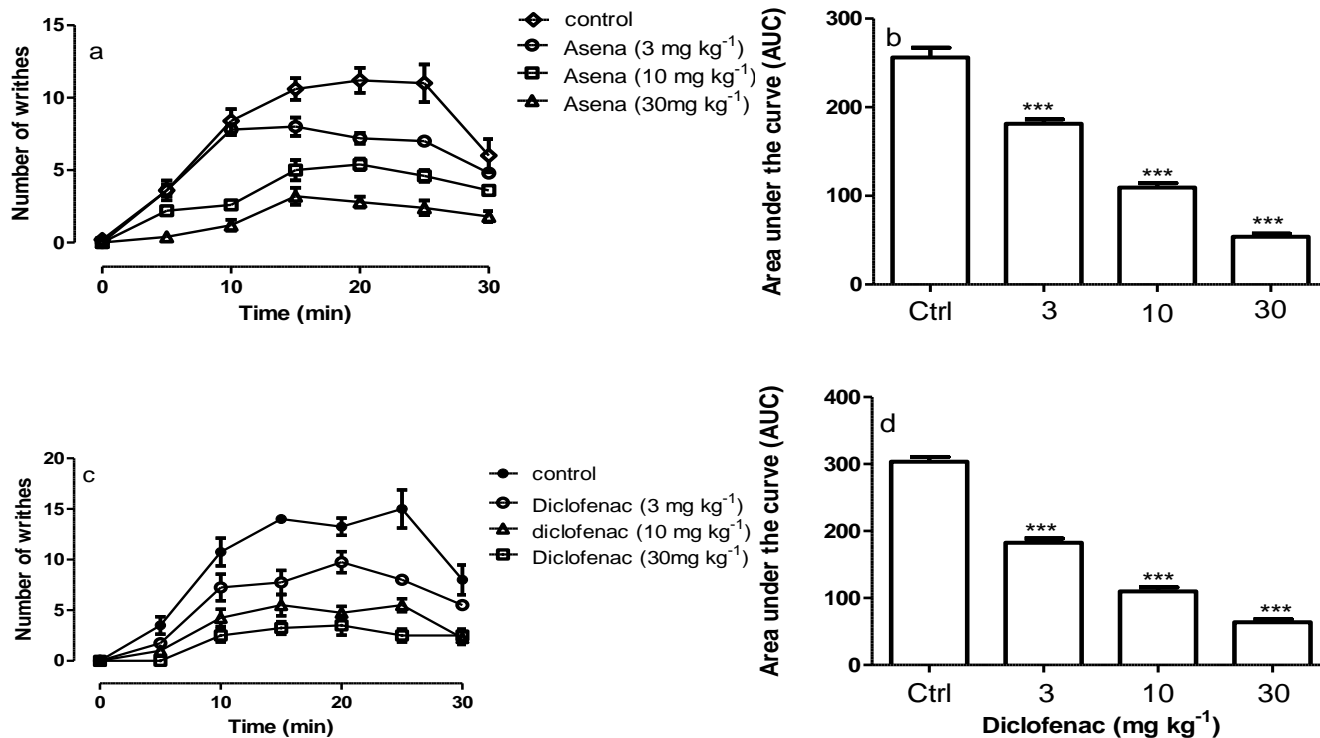 a
Number of writhes
15
10
5
0
0 10 20 30
Time (min)
control
Asena (3 mg kg⁻¹)
Asena (10 mg kg⁻¹)
Asena (30mg kg⁻¹)
b
Area under the curve (AUC)
300
200
100
0
***
***
***
Ctrl 3 10 30
c
Number of writhes
20
15
10
5
0
0 10 20 30
Time (min)
control
Diclofenac (3 mg kg⁻¹)
diclofenac (10 mg kg⁻¹)
Diclofenac (30mg kg⁻¹)
d
Area under the curve (AUC)
400
300
200
100
0
***
***
***
Ctrl 3 10 30
Diclofenac (mg kg⁻¹)